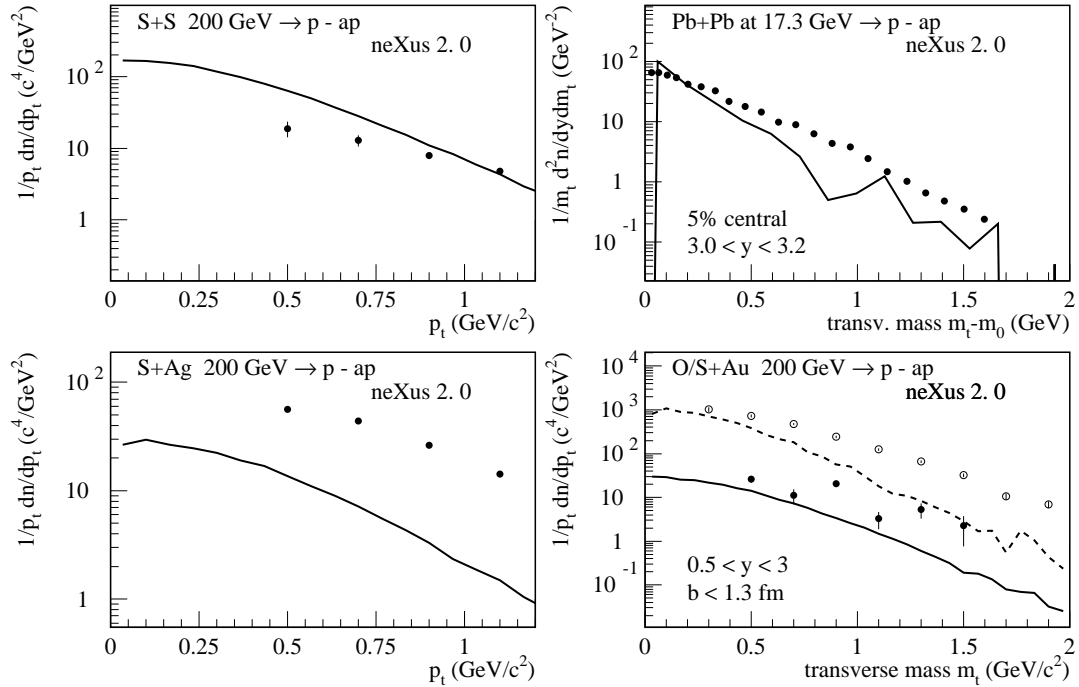 S+S 200 GeV → p - ap
neXus 2. 0
1/p_t dn/dp_t (c^4/GeV^2)
10^2
10
1
0 0.25 0.5 0.75 1
p_t (GeV/c^2)
Pb+Pb at 17.3 GeV → p - ap
neXus 2. 0
1/m_t d^2n/dydm_t (GeV^-2)
10^2
10
1
10^-1
5% central
3.0 < y < 3.2
0 0.5 1 1.5 2
transv. mass m_t-m_0 (GeV)
S+Ag 200 GeV → p - ap
neXus 2. 0
1/p_t dn/dp_t (c^4/GeV^2)
10^2
10
1
0 0.25 0.5 0.75 1
p_t (GeV/c^2)
O/S+Au 200 GeV → p - ap
neXus 2. 0
1/p_t dn/dp_t (c^4/GeV^2)
10^4
10^3
10^2
10
1
10^-1
0.5 < y < 3
b < 1.3 fm
0 0.5 1 1.5 2
transverse mass m_t (GeV/c^2)